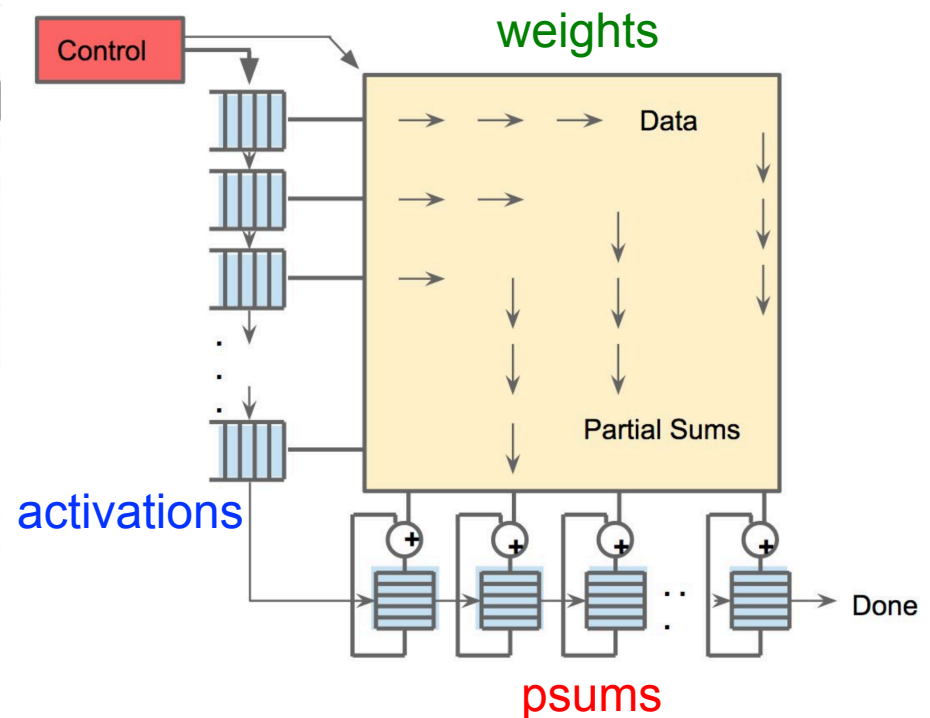 weights
Control
Data
Partial Sums
activations
+ + + +
Done
psums